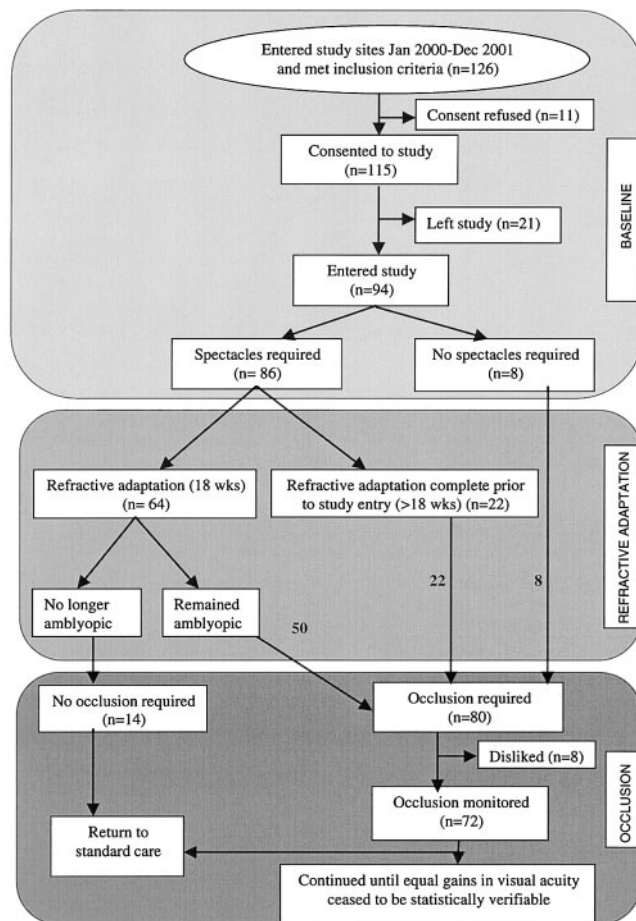 Entered study sites Jan 2000-Dec 2001
and met inclusion criteria (n=126)
Consent refused (n=11)
Consented to study
(n=115)
Left study (n=21)
Entered study
(n=94)
BASELINE
Spectacles required
(n= 86)
No spectacles required
(n=8)
Refractive adaptation (18 wks)
(n= 64)
Refractive adaptation complete prior
to study entry (>18 wks) (n=22)
REFRACTIVE ADAPTATION
22
8
No longer
amblyopic
Remained
amblyopic
50
No occlusion required
(n=14)
Occlusion required
(n=80)
Disliked (n=8)
OCCLUSION
Occlusion monitored
(n=72)
Return to
standard care
Continued until equal gains in visual acuity
ceased to be statistically verifiable